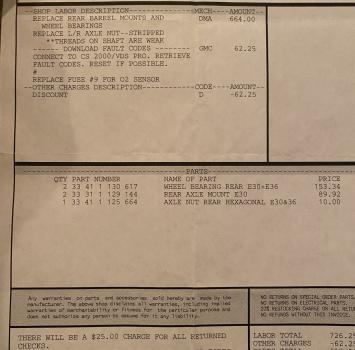 --SHOP LABOR DESCRIPTION-----------MECH----AMOUNT--
REPLACE REAR BARREL MOUNTS AND DMA 664.00
WHEEL BEARINGS
REPLACE L/R AXLE NUT--STRIPPED
**THREADS ON SHAFT ARE WEAK
------ DOWNLOAD FAULT CODES ------- GMC 62.25
CONNECT TO CS 2000/VDS PRO. RETRIEVE
FAULT CODES. RESET IF POSSIBLE.
#
REPLACE FUSE #9 FOR O2 SENSOR
--OTHER CHARGES DESCRIPTION--------CODE----AMOUNT--
DISCOUNT D -62.25
PARTS
QTY PART NUMBER NAME OF PART PRICE
2 33 41 1 130 617 WHEEL BEARING REAR E30+E36 153.34
2 33 31 1 129 144 REAR AXLE MOUNT E30 89.92
1 33 41 1 125 664 AXLE NUT REAR HEXAGONAL E30&36 10.00
Any warranties on parts and accessories sold hereby are made by the
manufacturer. The above shop disclaims all warranties, including implied
warranties of merchantability or fitness for the particular purpose and
does not authorize any person to assume for it any liability.
NO RETURNS ON SPECIAL ORDER PARTS
NO RETURNS ON ELECTRICAL PARTS.
RESTOCKING CHARGE ON ALL
NO REFUNDS WITHOUT THIS INVOICE.
THERE WILL BE A $25.00 CHARGE FOR ALL RETURNED
CHECKS.
LABOR TOTAL 726.25
OTHER CHARGES -62.2